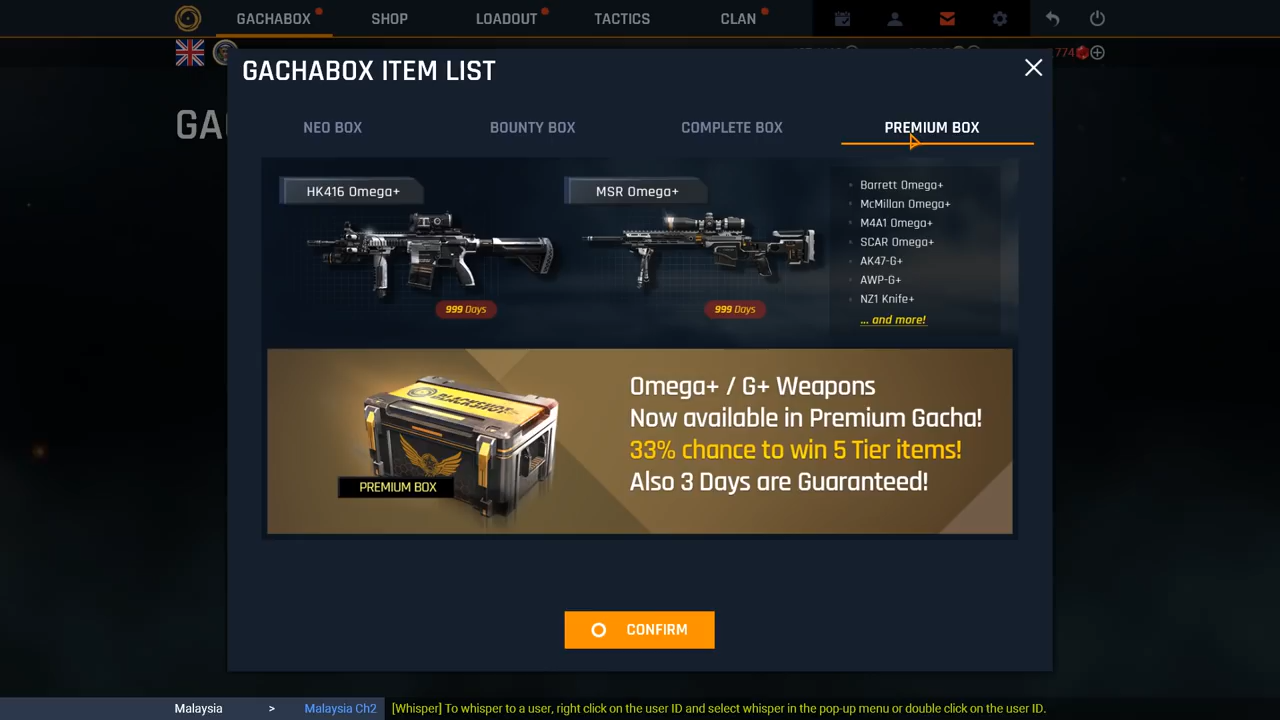 GACHABOX
SHOP
LOADOUT
TACTICS
CLAN
774
GA
GACHABOX ITEM LIST
NEO BOX
BOUNTY BOX
COMPLETE BOX
PREMIUM BOX
HK416 Omega+
999 Days
MSR Omega+
999 Days
Barrett Omega+
McMillan Omega+
M4A1 Omega+
SCAR Omega+
AK47-G+
AWP-G+
NZ1 Knife+
... and more!
BLACKSHOT
PREMIUM BOX
Omega+ / G+ Weapons
Now available in Premium Gacha!
33% chance to win 5 Tier items!
Also 3 Days are Guaranteed!
CONFIRM
Malaysia > Malaysia Ch2
[Whisper] To whisper to a user, right click on the user ID and select whisper in the pop-up menu or double click on the user ID.